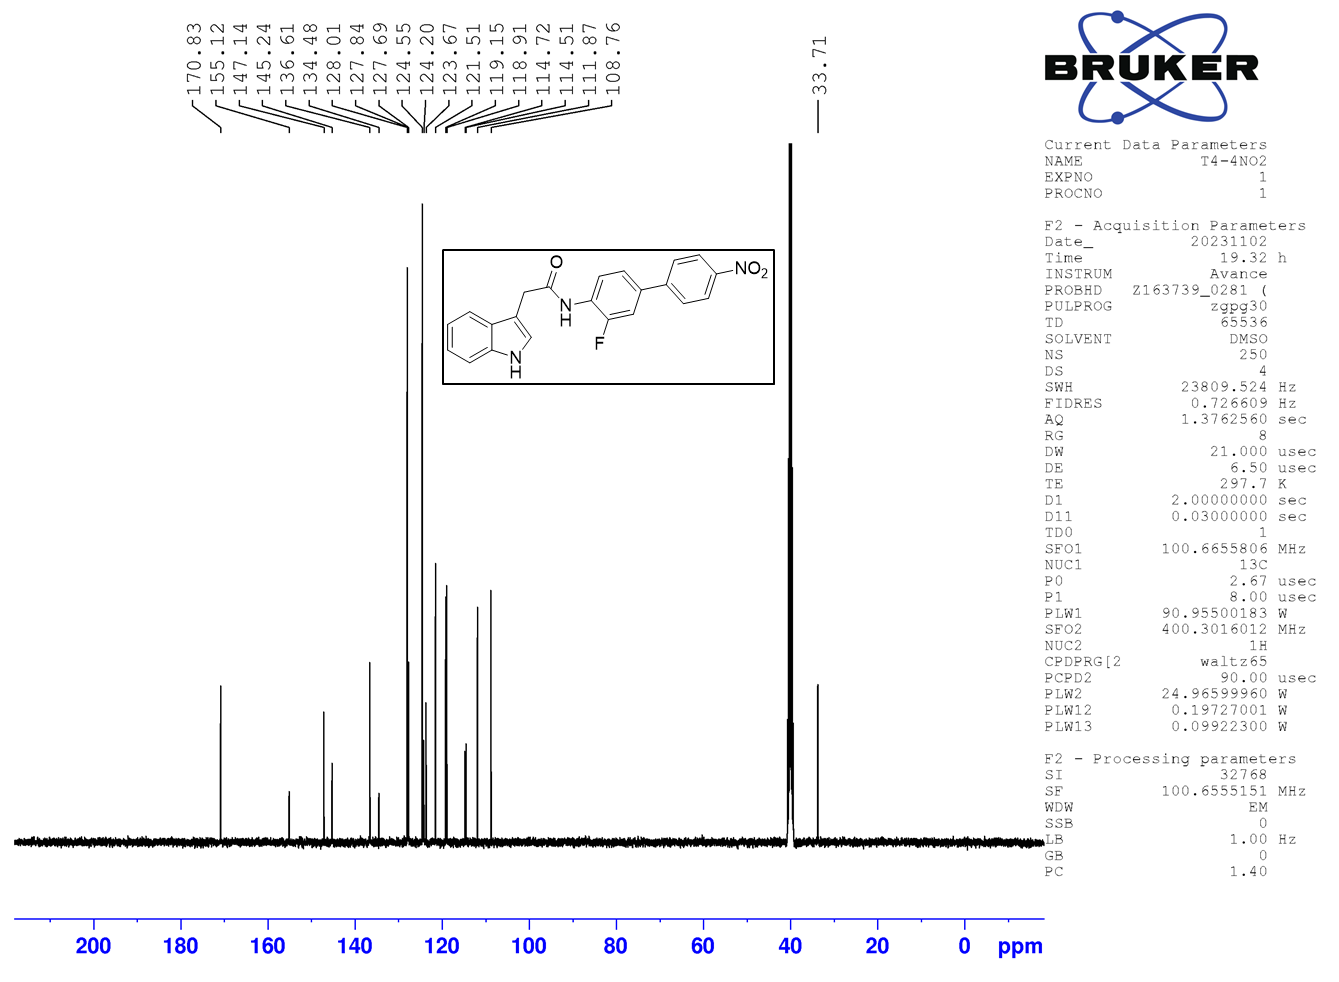 170.83
155.12
147.14
145.24
136.61
134.48
128.01
127.84
127.69
124.55
124.20
123.67
121.51
119.15
118.91
114.72
114.51
111.87
108.76
33.71
BRUKER
Current Data Parameters
NAME T4-4NO2
EXPNO 1
PROCNO 1
F2 - Acquisition Parameters
Date_ 20231102
Time 19.32 h
INSTRUM Avance
PROBHD Z163739_0281 (
PULPROG zgpg30
TD 65536
SOLVENT DMSO
NS 250
DS 4
SWH 23809.524 Hz
FIDRES 0.726609 Hz
AQ 1.3762560 sec
RG 8
DW 21.000 usec
DE 6.50 usec
TE 297.7 K
D1 2.00000000 sec
D11 0.03000000 sec
TD0 1
SFO1 100.6655806 MHz
NUC1 13C
P0 2.67 usec
P1 8.00 usec
PLW1 90.95500183 W
SFO2 400.3016012 MHz
NUC2 1H
CPDPRG[2 waltz65
PCPD2 90.00 usec
PLW2 24.96599960 W
PLW12 0.19727001 W
PLW13 0.09922300 W
F2 - Processing parameters
SI 32768
SF 100.6555151 MHz
WDW EM
SSB 0
LB 1.00 Hz
GB 0
PC 1.40
O
NO2
N
H
F
N
H
200 180 160 140 120 100 80 60 40 20 0 ppm